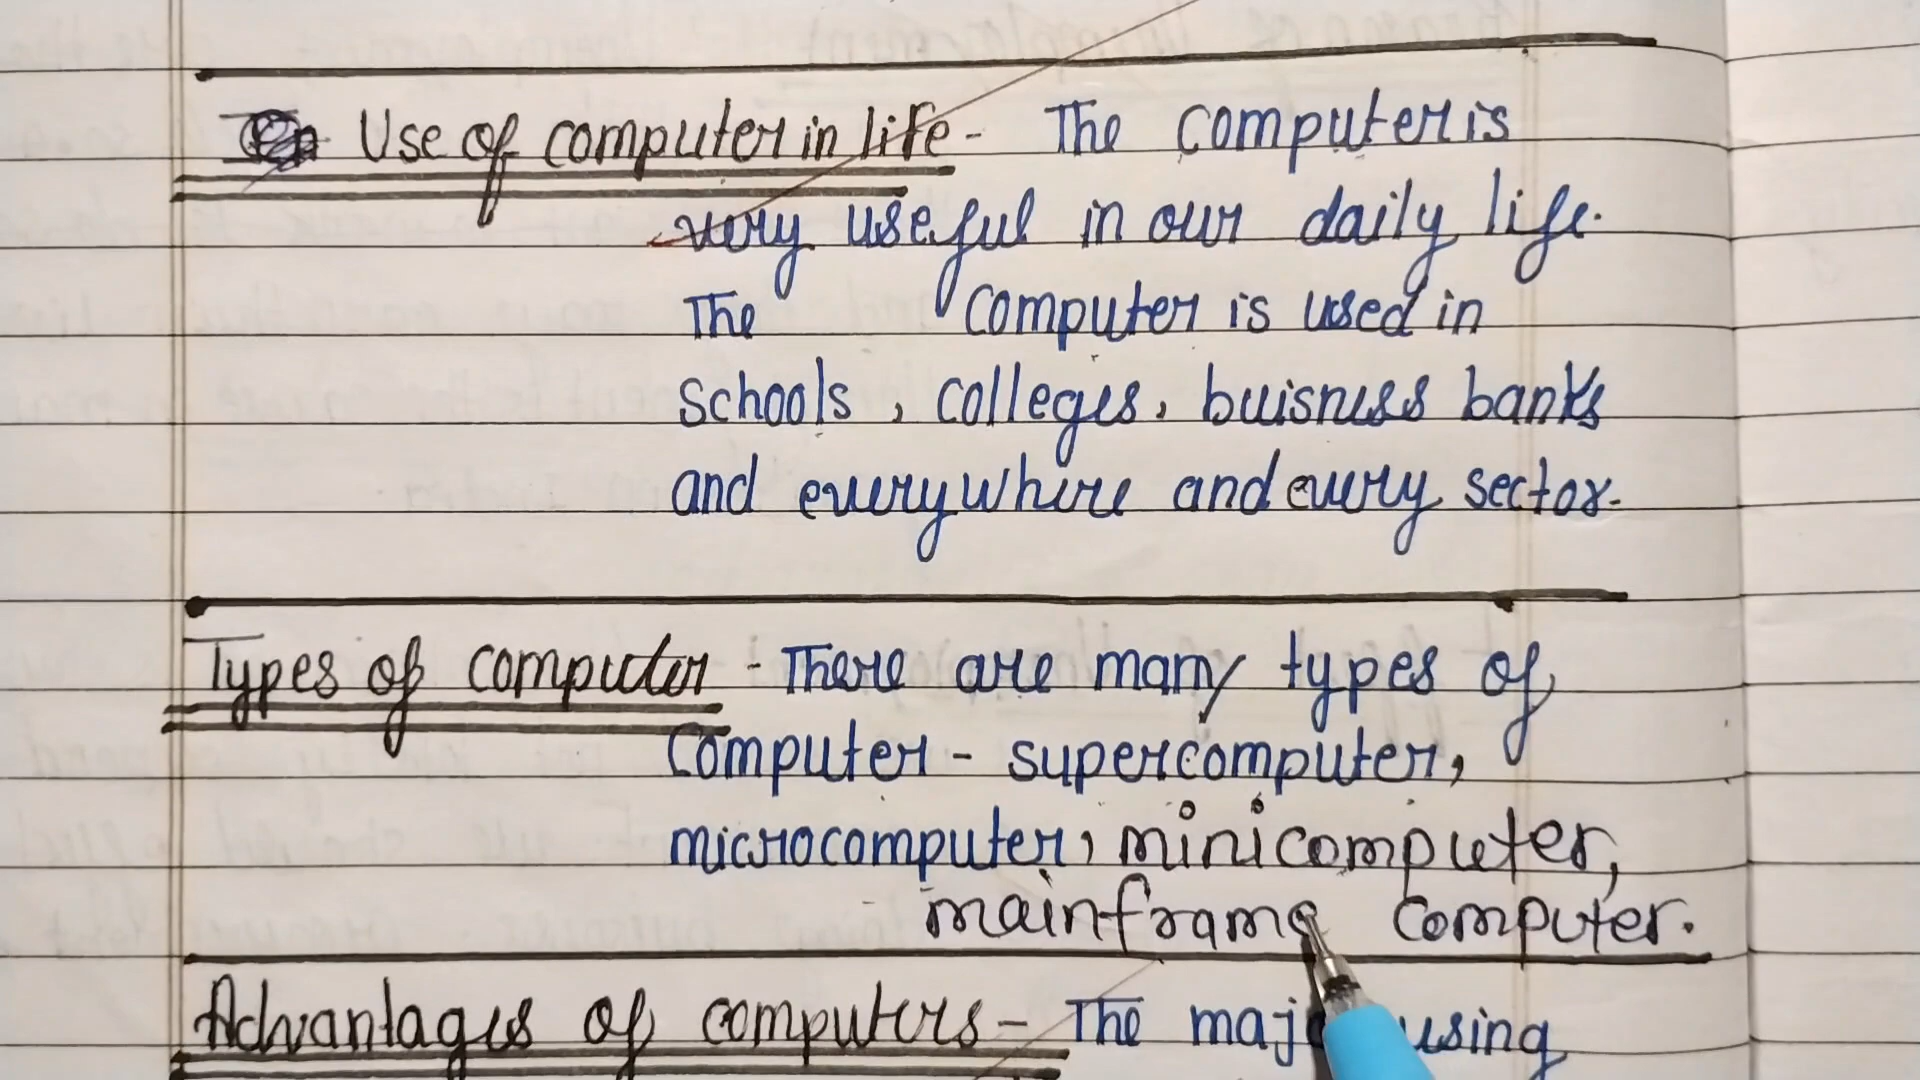 Use of computer in life - The computer is
very useful in our daily life.
The computer is used in
schools, colleges, buisness banks
and everywhere and every sector.
Types of computer - There are many types of
Computer - supercomputer,
microcomputer, minicomputer,
mainframe computer.
Advantages of computers - The using